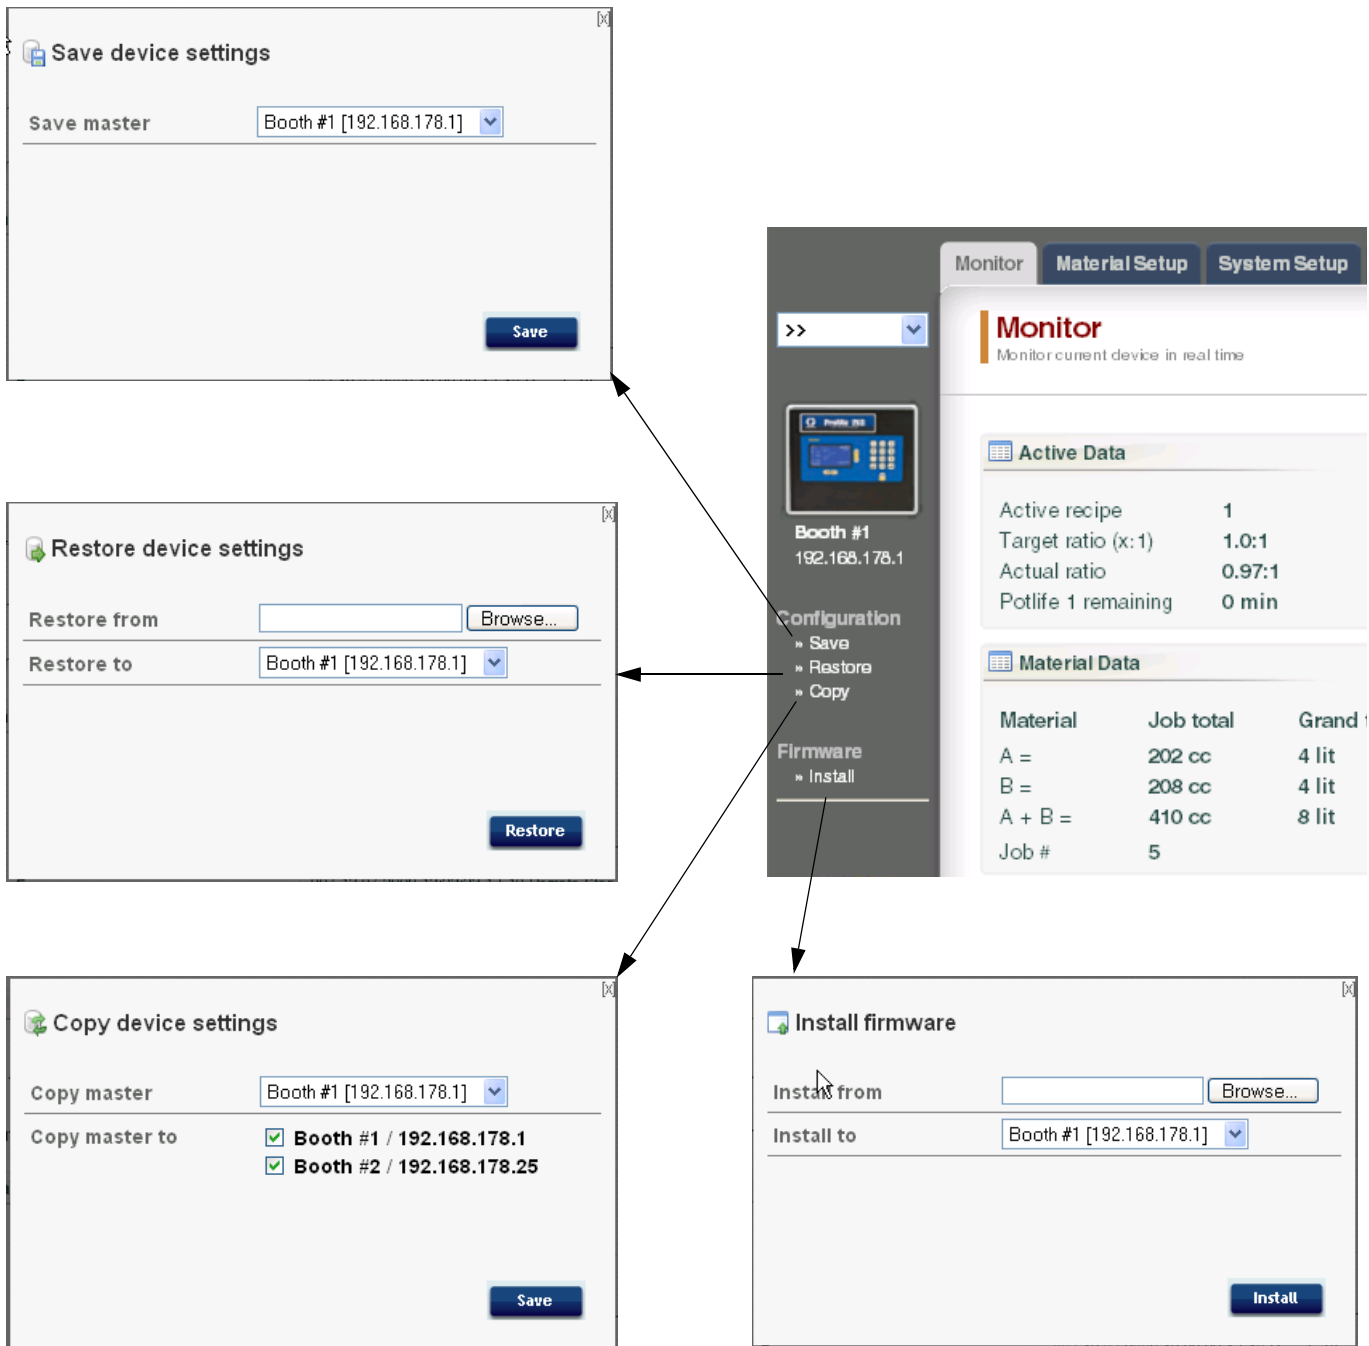 [x]
Save device settings
Save master
Booth #1 [192.168.178.1]
Save
[x]
Restore device settings
Restore from
Browse...
Restore to
Booth #1 [192.168.178.1]
Restore
[x]
Copy device settings
Copy master
Booth #1 [192.168.178.1]
Copy master to
Booth #1 / 192.168.178.1
Booth #2 / 192.168.178.25
Save
Monitor
Material Setup
System Setup
>>
Monitor
Monitor current device in real time
Booth #1
192.168.178.1
Configuration
» Save
» Restore
» Copy
Firmware
» Install
Active Data
Active recipe 1
Target ratio (x:1) 1.0:1
Actual ratio 0.97:1
Potlife 1 remaining 0 min
Material Data
Material Job total Grand
A = 202 cc 4 lit
B = 208 cc 4 lit
A + B = 410 cc 8 lit
Job # 5
[x]
Install firmware
Install from
Browse...
Install to
Booth #1 [192.168.178.1]
Install